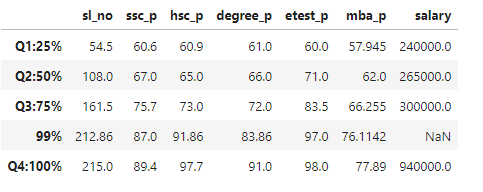 sl_no ssc_p hsc_p degree_p etest_p mba_p salary
Q1:25% 54.5 60.6 60.9 61.0 60.0 57.945 240000.0
Q2:50% 108.0 67.0 65.0 66.0 71.0 62.0 265000.0
Q3:75% 161.5 75.7 73.0 72.0 83.5 66.255 300000.0
99% 212.86 87.0 91.86 83.86 97.0 76.1142 NaN
Q4:100% 215.0 89.4 97.7 91.0 98.0 77.89 940000.0